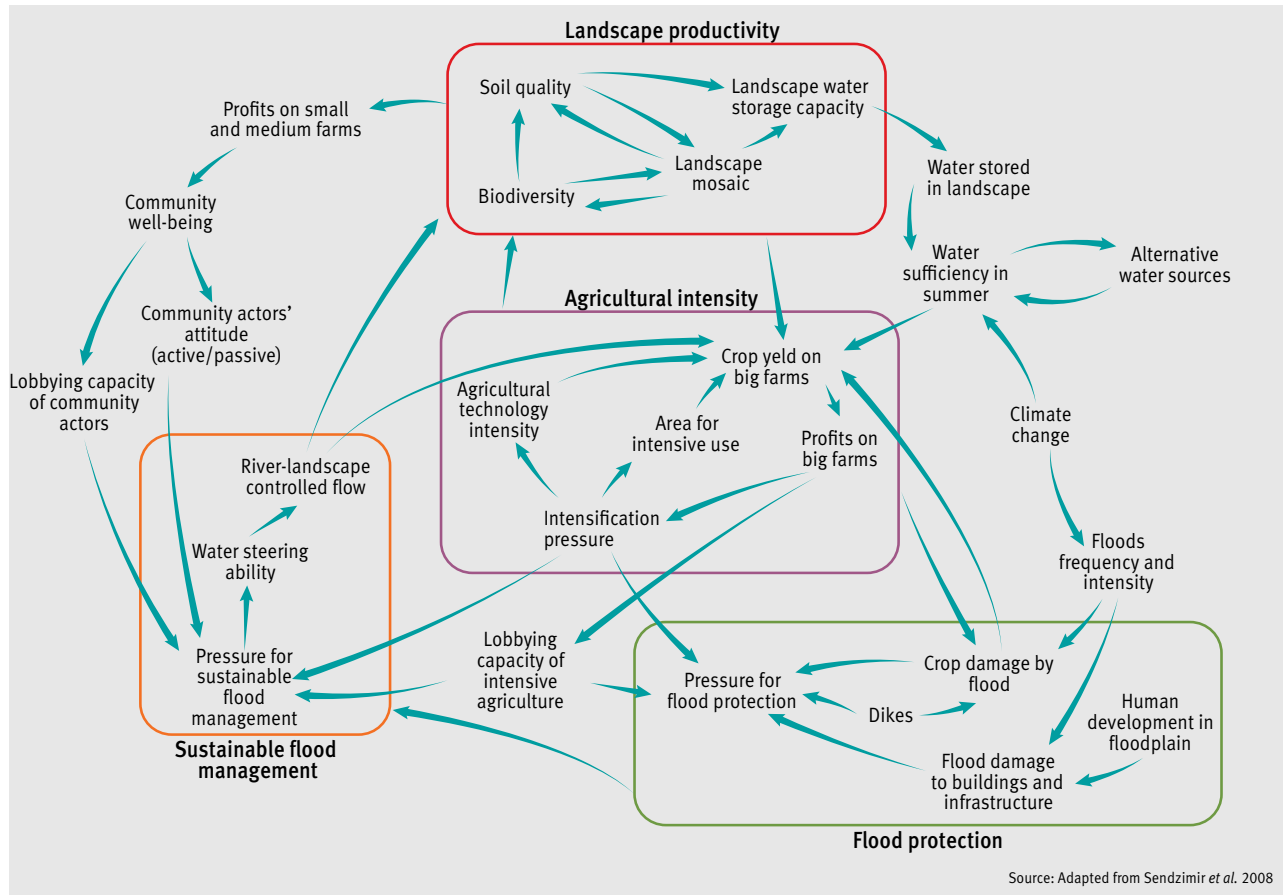 Landscape productivity
Soil quality
Landscape water
storage capacity
Landscape
mosaic
Biodiversity
Profits on small
and medium farms
Community
well-being
Community actors'
attitude
(active/passive)
Lobbying capacity
of community
actors
Water stored
in landscape
Water
sufficiency in
summer
Alternative
water sources
Climate
change
Floods
frequency and
intensity
Agricultural intensity
Crop yeld on
big farms
Agricultural
technology
intensity
Area for
intensive use
Profits on
big farms
Intensification
pressure
River-landscape
controlled flow
Water steering
ability
Pressure for
sustainable
flood
management
Sustainable flood
management
Lobbying
capacity of
intensive
agriculture
Pressure for
flood protection
Crop damage by
flood
Dikes
Human
development in
floodplain
Flood damage
to buildings and
infrastructure
Flood protection
Source: Adapted from Sendzimir et al. 2008